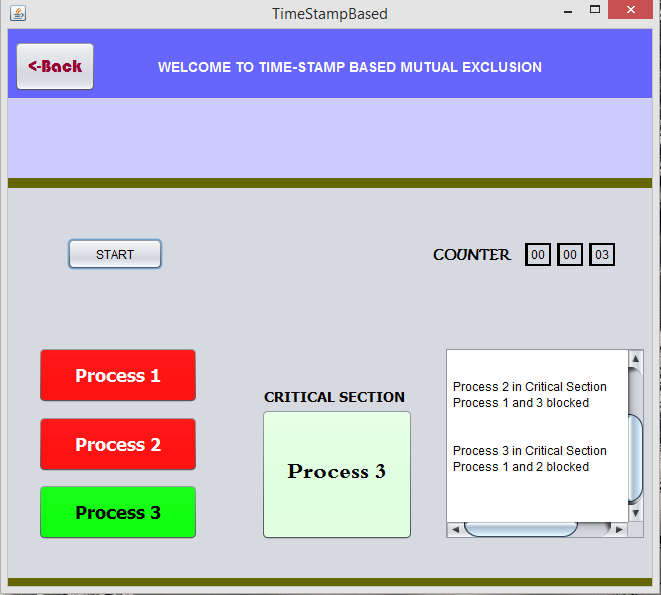 TimeStampBased
<-Back
WELCOME TO TIME-STAMP BASED MUTUAL EXCLUSION
START
COUNTER 00 00 03
Process 1
Process 2
Process 3
CRITICAL SECTION
Process 3
Process 2 in Critical Section
Process 1 and 3 blocked
Process 3 in Critical Section
Process 1 and 2 blocked